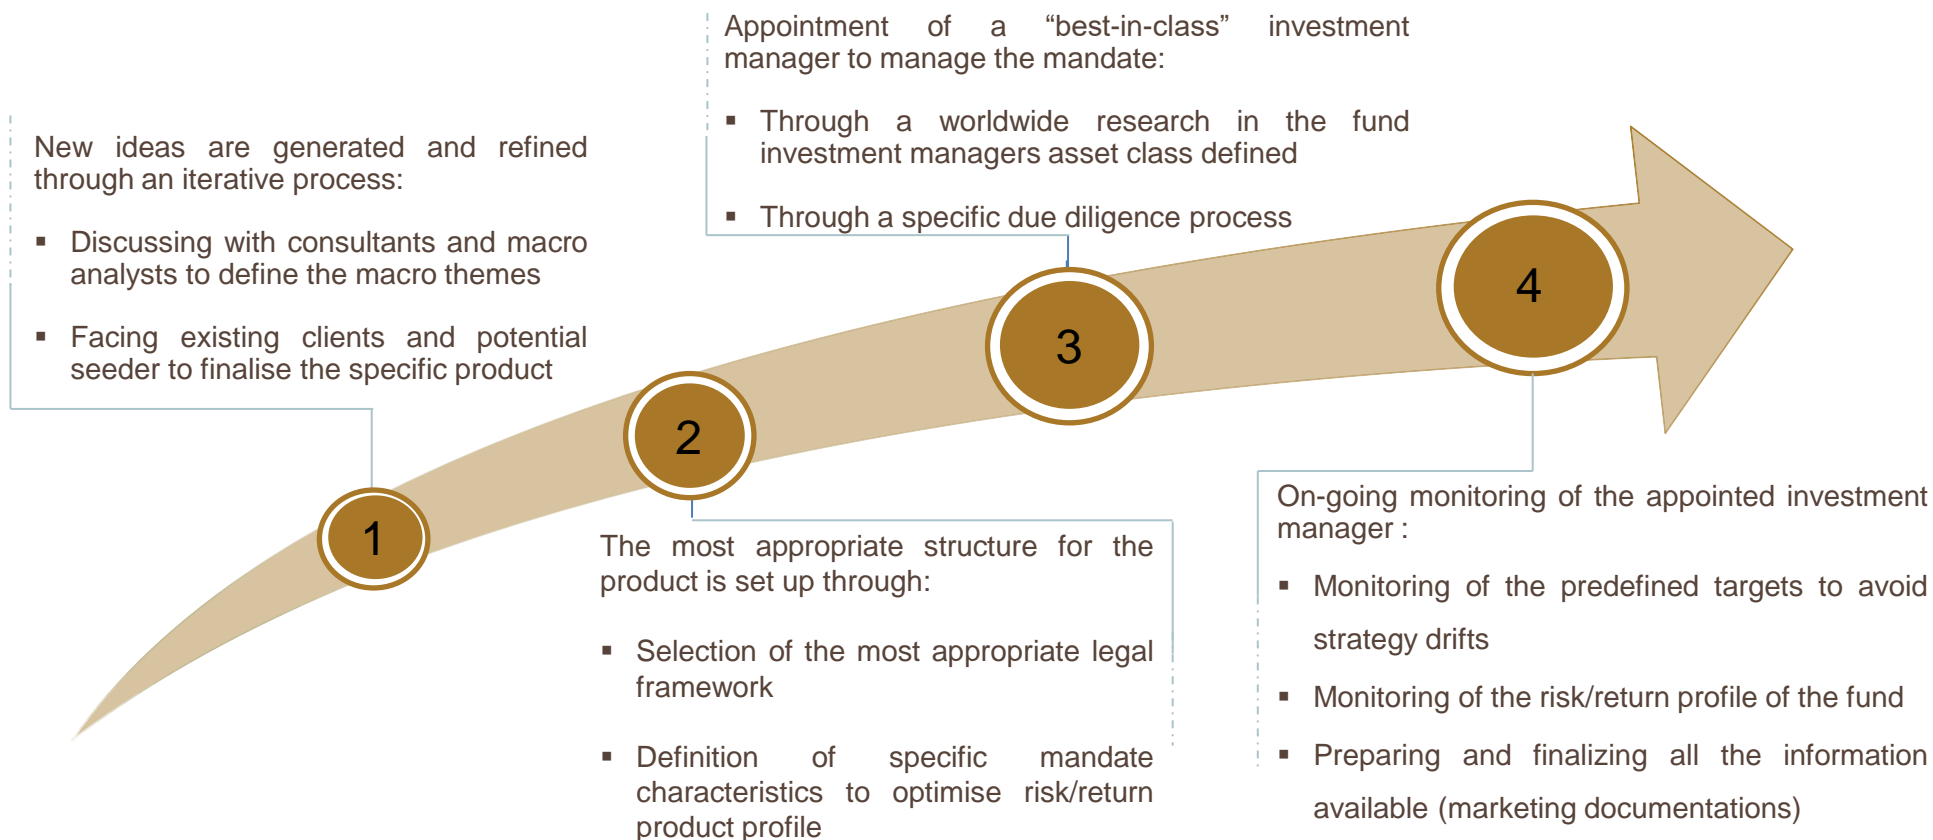 New ideas are generated and refined
through an iterative process:
▪ Discussing with consultants and macro
analysts to define the macro themes
▪ Facing existing clients and potential
seeder to finalise the specific product
1
2
The most appropriate structure for the
product is set up through:
▪ Selection of the most appropriate legal
framework
▪ Definition of specific mandate
characteristics to optimise risk/return
product profile
Appointment of a “best-in-class” investment
manager to manage the mandate:
▪ Through a worldwide research in the fund
investment managers asset class defined
▪ Through a specific due diligence process
3
4
On-going monitoring of the appointed investment
manager :
▪ Monitoring of the predefined targets to avoid
strategy drifts
▪ Monitoring of the risk/return profile of the fund
▪ Preparing and finalizing all the information
available (marketing documentations)